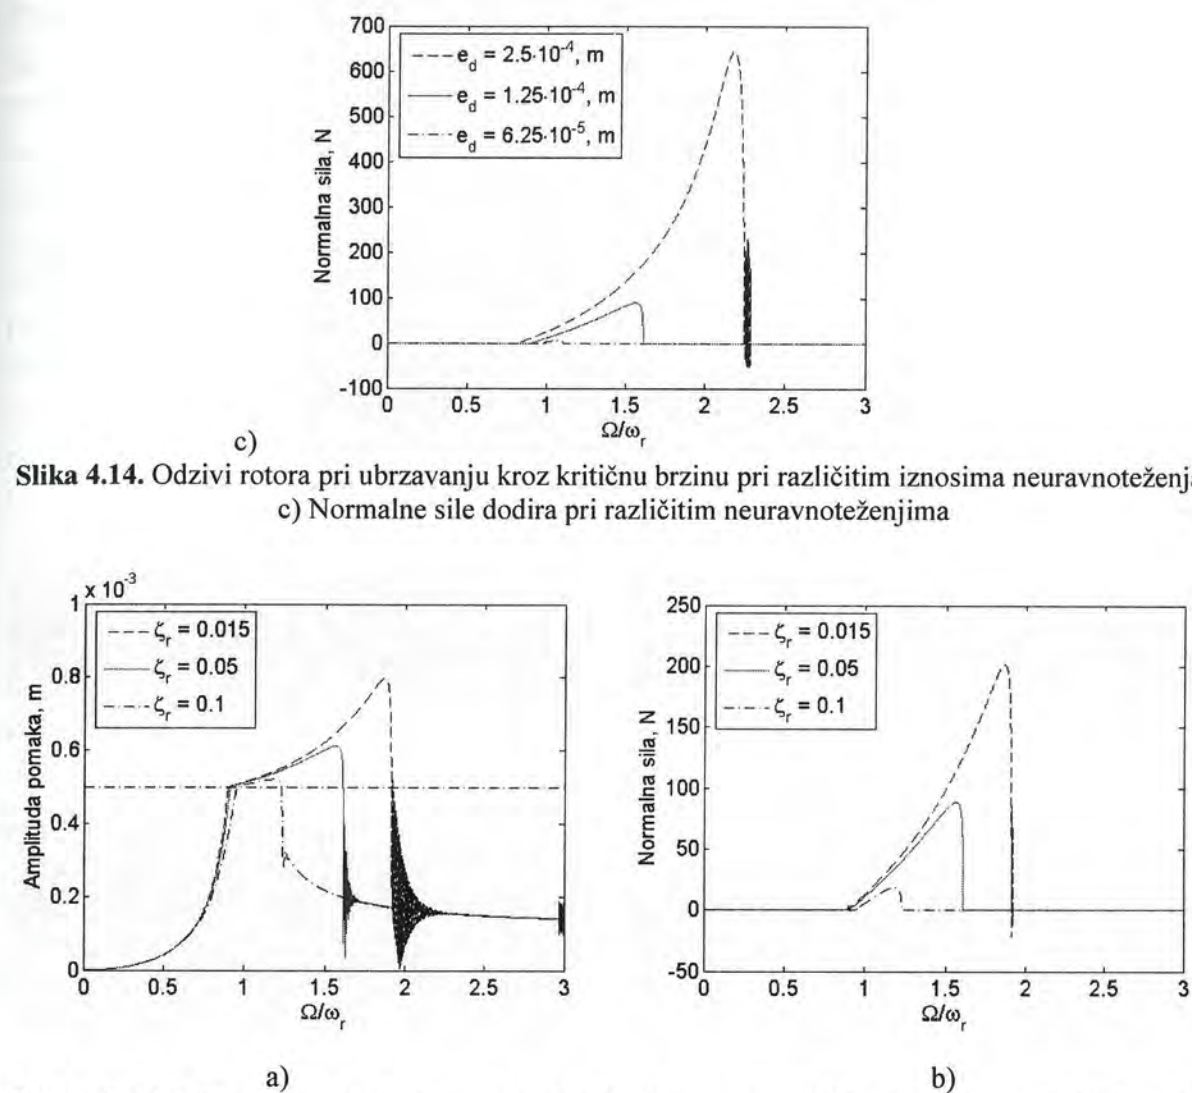 700
600
500
400
300
200
100
0
-100
Normalna sila, N
e_d = 2.5·10^-4, m
e_d = 1.25·10^-4, m
e_d = 6.25·10^-5, m
0 0.5 1 1.5 2 2.5 3
Ω/ω_r
c)
Slika 4.14. Odzivi rotora pri ubrzavanju kroz kritičnu brzinu pri različitim iznosima neuravnoteženj
c) Normalne sile dodira pri različitim neuravnoteženjima
x 10^-3
1
0.8
0.6
0.4
0.2
0
Amplituda pomaka, m
ζ_r = 0.015
ζ_r = 0.05
ζ_r = 0.1
0 0.5 1 1.5 2 2.5 3
Ω/ω_r
a)
250
200
150
100
50
0
-50
Normalna sila, N
ζ_r = 0.015
ζ_r = 0.05
ζ_r = 0.1
0 0.5 1 1.5 2 2.5 3
Ω/ω_r
b)